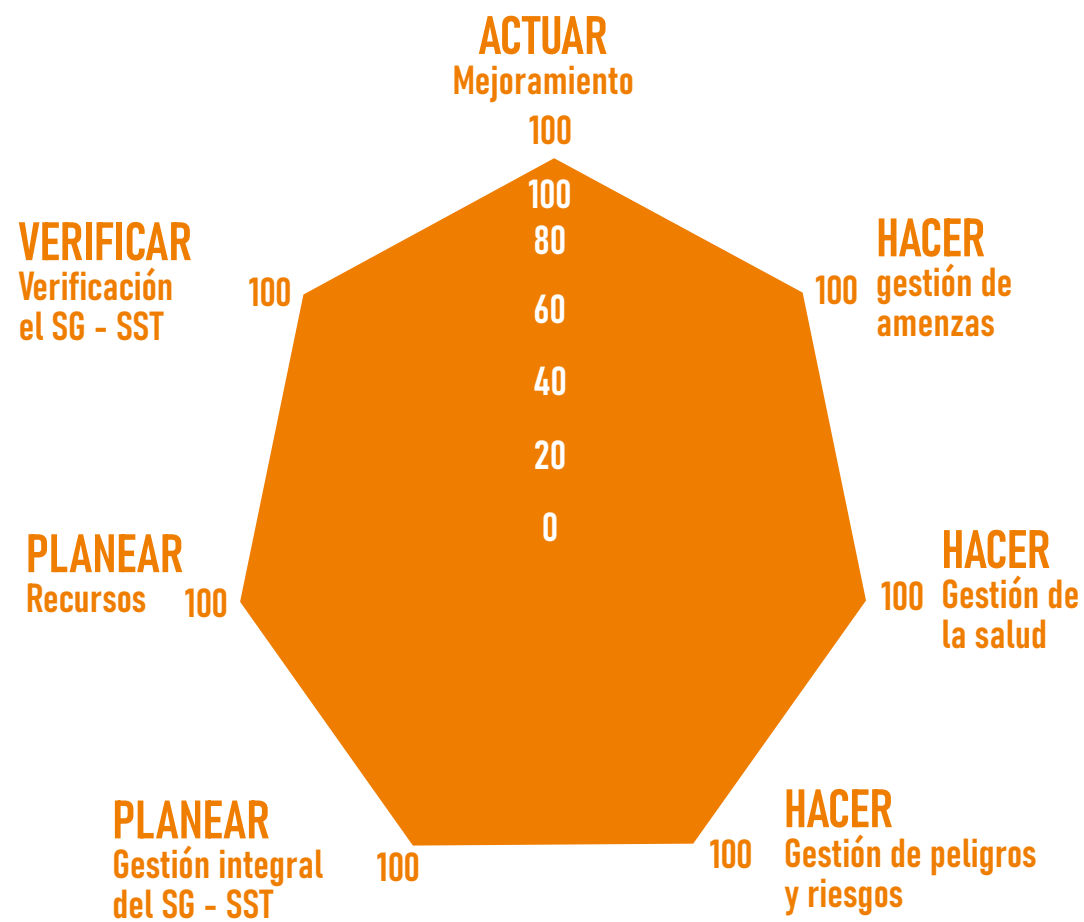 ACTUAR
Mejoramiento
100
100
80
60
40
20
0
HACER
gestión de
amenzas
100
HACER
Gestión de
la salud
100
HACER
Gestión de peligros
y riesgos
100
PLANEAR
Gestión integral
del SG - SST
100
PLANEAR
Recursos
100
VERIFICAR
Verificación
el SG - SST
100